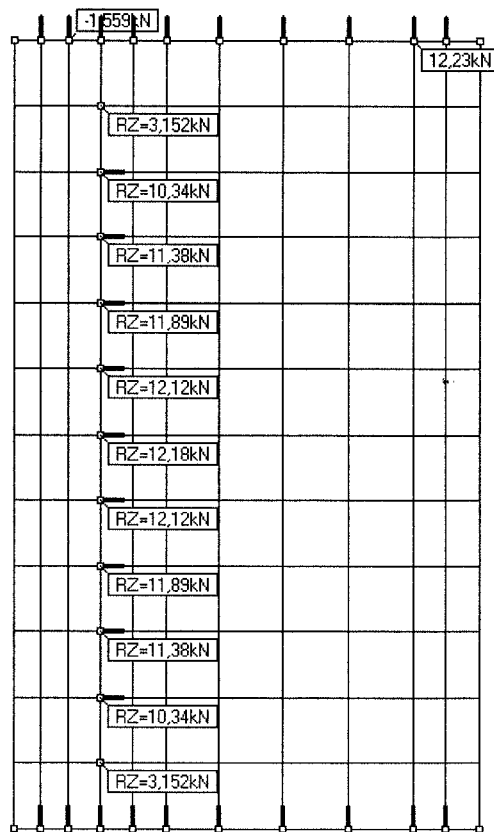 -1,559kN
12,23kN
RZ=3,152kN
RZ=10,34kN
RZ=11,38kN
RZ=11,89kN
RZ=12,12kN
RZ=12,18kN
RZ=12,12kN
RZ=11,89kN
RZ=11,38kN
RZ=10,34kN
RZ=3,152kN